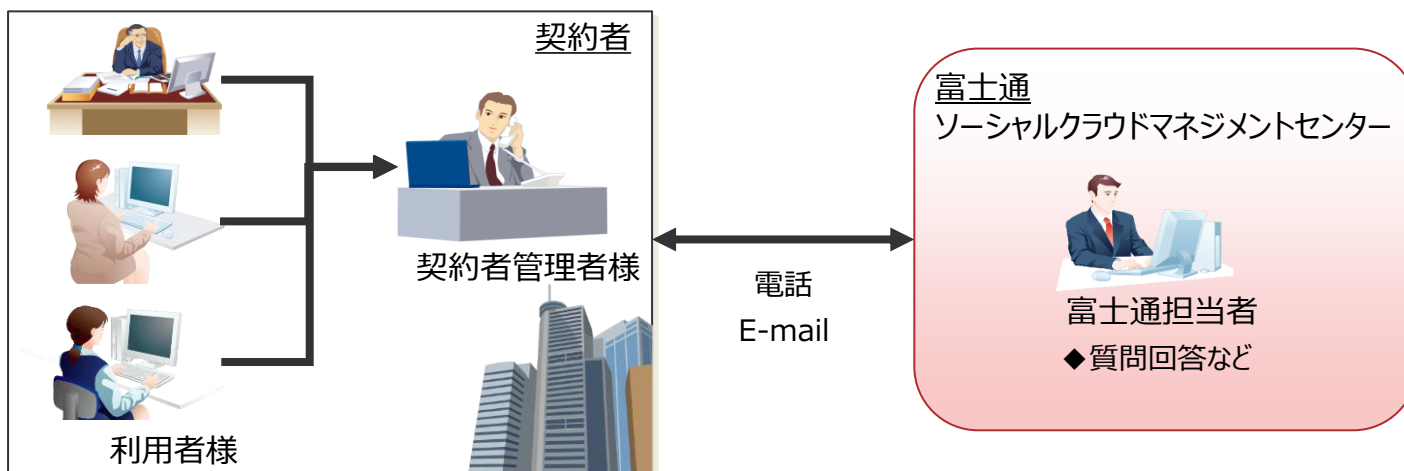 契約者
契約者管理者様
利用者様
電話
E-mail
富士通
ソーシャルクラウドマネジメントセンター
富士通担当者
◆質問回答など